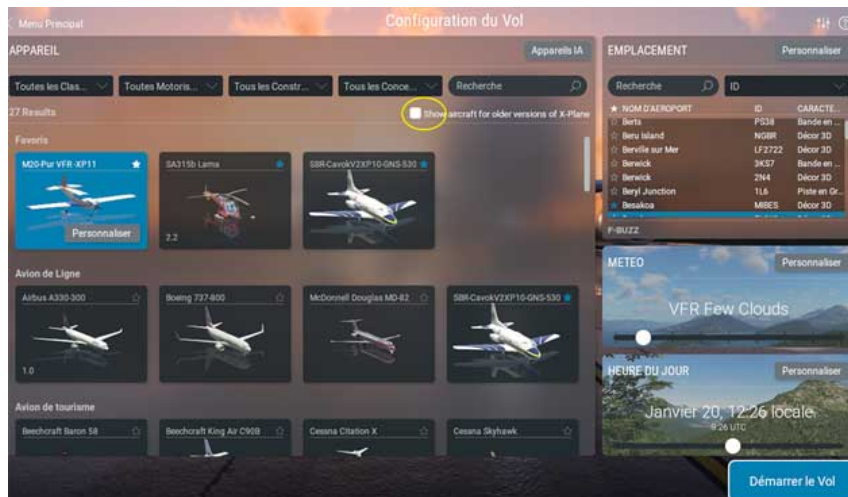 Menu Principal
Configuration du Vol
APPAREIL
Appareils IA
Toutes les Clas...
Toutes Motoris...
Tous les Constr...
Tous les Conce...
Recherche
27 Results
Show aircraft for older versions of X-Plane
Favoris
M20-Pur VFR-XP11
SA315b Lama
SBR-CavokV2XP10-GNS-530
Personnaliser
2.2
Avion de Ligne
Airbus A330-300
Boeing 737-800
McDonnell Douglas MD-82
SBR-CavokV2XP10-GNS-530
1.0
Avion de tourisme
Beechcraft Baron 58
Beechcraft King Air C90B
Cessna Citation X
Cessna Skyhawk
EMPLACEMENT
Personnaliser
Recherche
ID
NOM D'AEROPORT
ID
CARACTE...
Berta
PS38
Bande en ...
Beru Island
NGBR
Décor 3D
Berville sur Mer
LF2722
Bande en ...
Berwick
3KS7
Bande en ...
Berwick
2N4
Décor 3D
Beryl Junction
1L6
Piste en Gr...
Besakoa
MIBES
Décor 3D
F-BUZZ
METEO
Personnaliser
VFR Few Clouds
HEURE DU JOUR
Personnaliser
Janvier 20, 12:26 locale
9:26 UTC
Démarrer le Vol